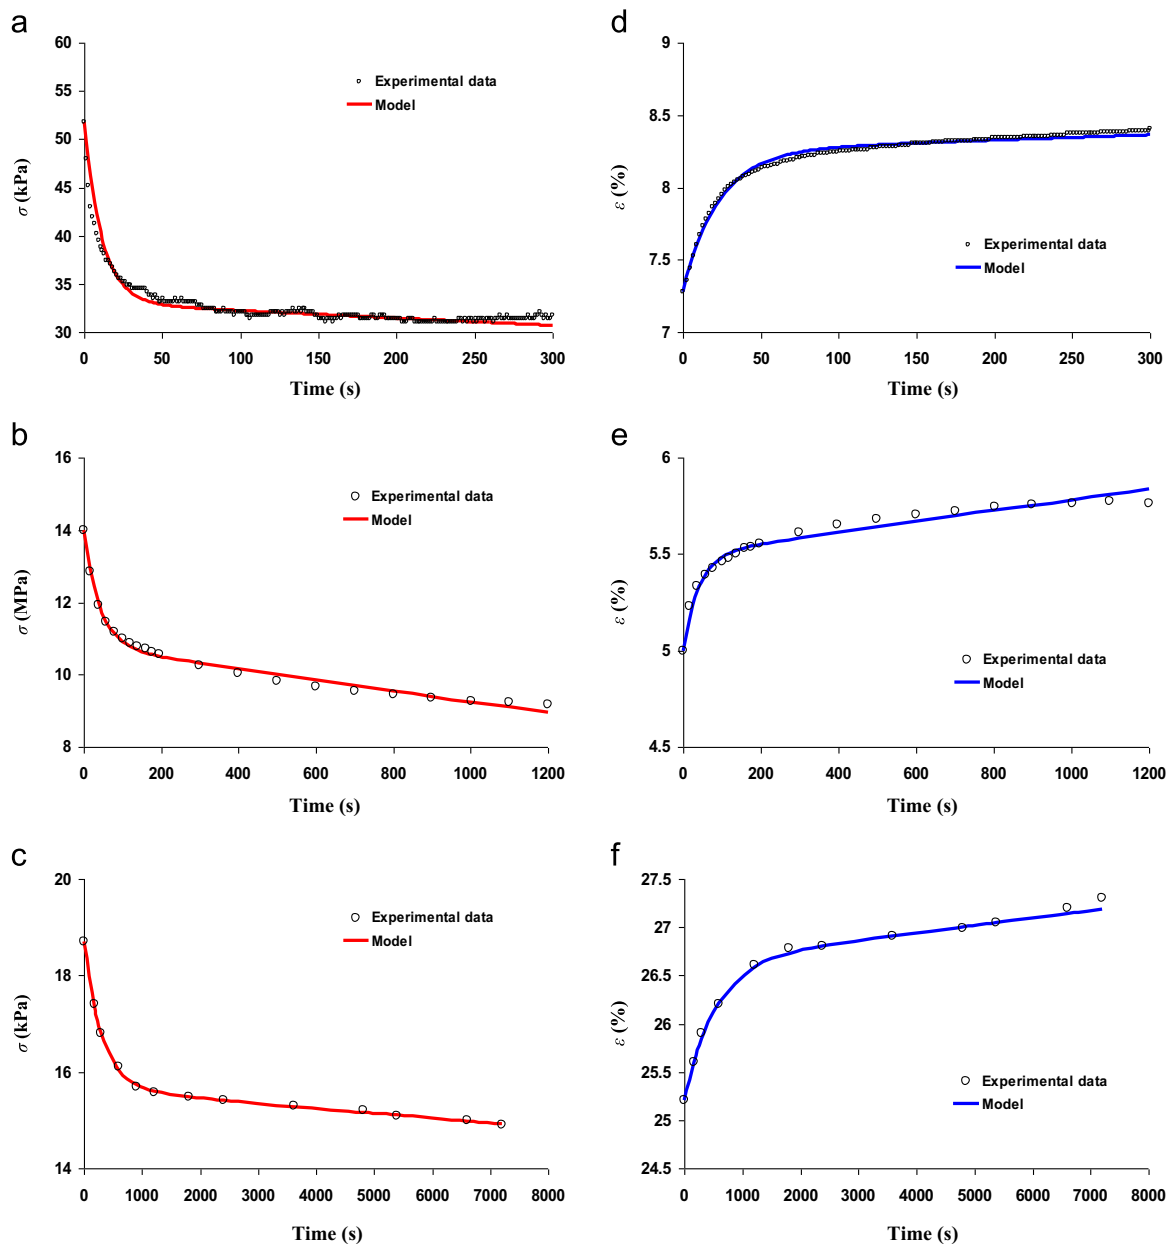 a
60
55
50
45
40
35
30
σ (kPa)
Experimental data
Model
0 50 100 150 200 250 300
Time (s)
d
9
8.5
8
7.5
7
ε (%)
Experimental data
Model
0 50 100 150 200 250 300
Time (s)
b
16
14
12
10
8
σ (MPa)
Experimental data
Model
0 200 400 600 800 1000 1200
Time (s)
e
6
5.5
5
4.5
ε (%)
Experimental data
Model
0 200 400 600 800 1000 1200
Time (s)
c
20
18
16
14
σ (kPa)
Experimental data
Model
0 1000 2000 3000 4000 5000 6000 7000 8000
Time (s)
f
27.5
27
26.5
26
25.5
25
24.5
ε (%)
Experimental data
Model
0 1000 2000 3000 4000 5000 6000 7000 8000
Time (s)